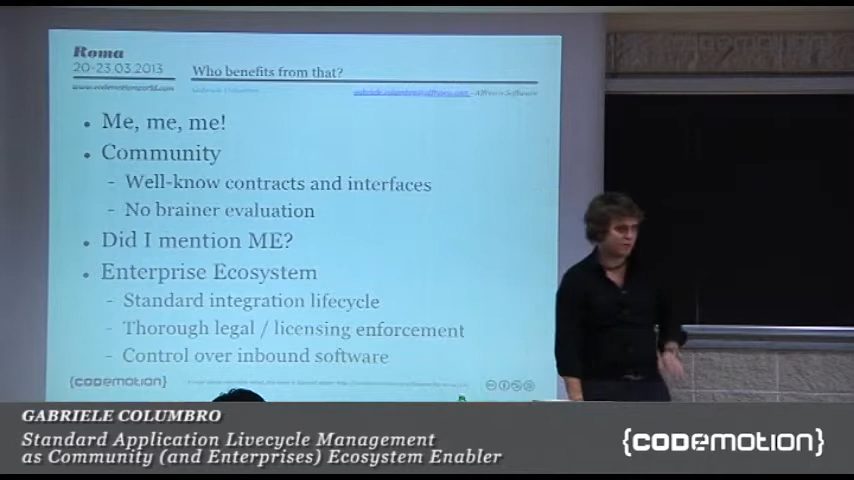 Roma
20-23.03.2013
www.codemotionworld.com
Who benefits from that?
Gabriele Columbro
gabriele.columbro@alfresco.com - Alfresco Software
• Me, me, me!
• Community
- Well-know contracts and interfaces
- No brainer evaluation
• Did I mention ME?
• Enterprise Ecosystem
- Standard integration lifecycle
- Thorough legal / licensing enforcement
- Control over inbound software
{codemotion}
GABRIELE COLUMBRO
Standard Application Livecycle Management
as Community (and Enterprises) Ecosystem Enabler
{codemotion}